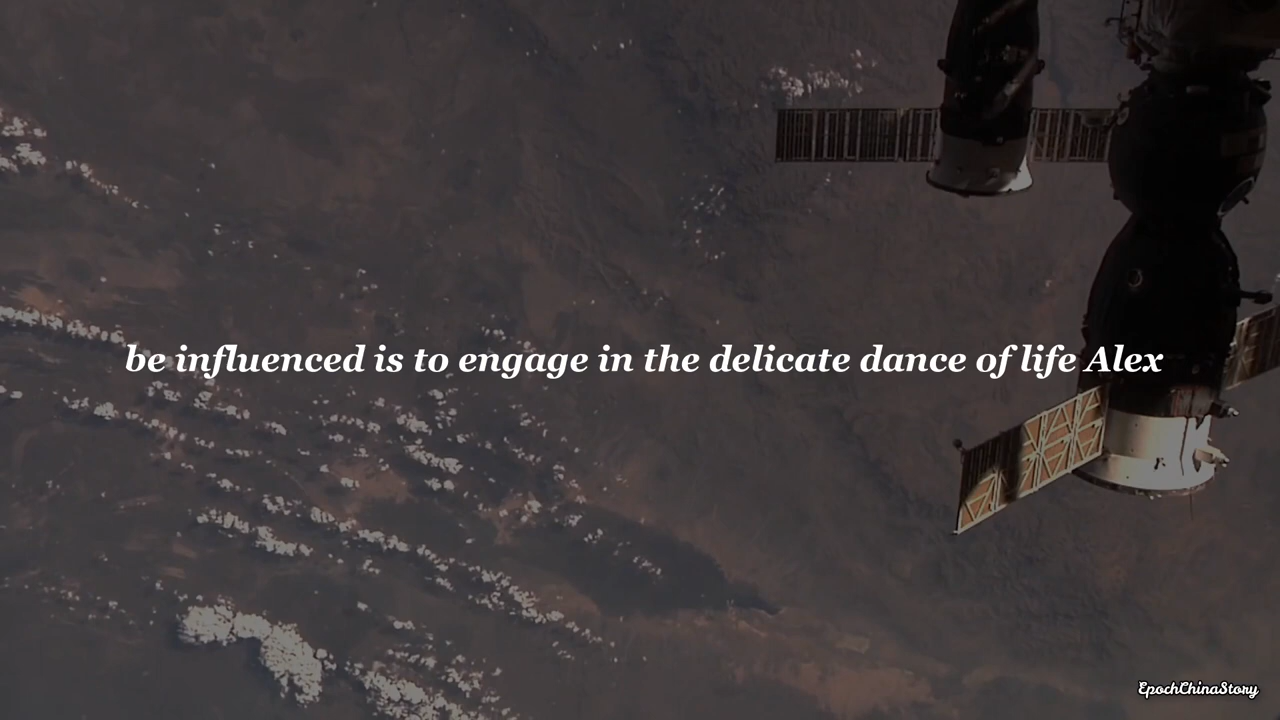 be influenced is to engage in the delicate dance of life Alex
EpochChinaStory